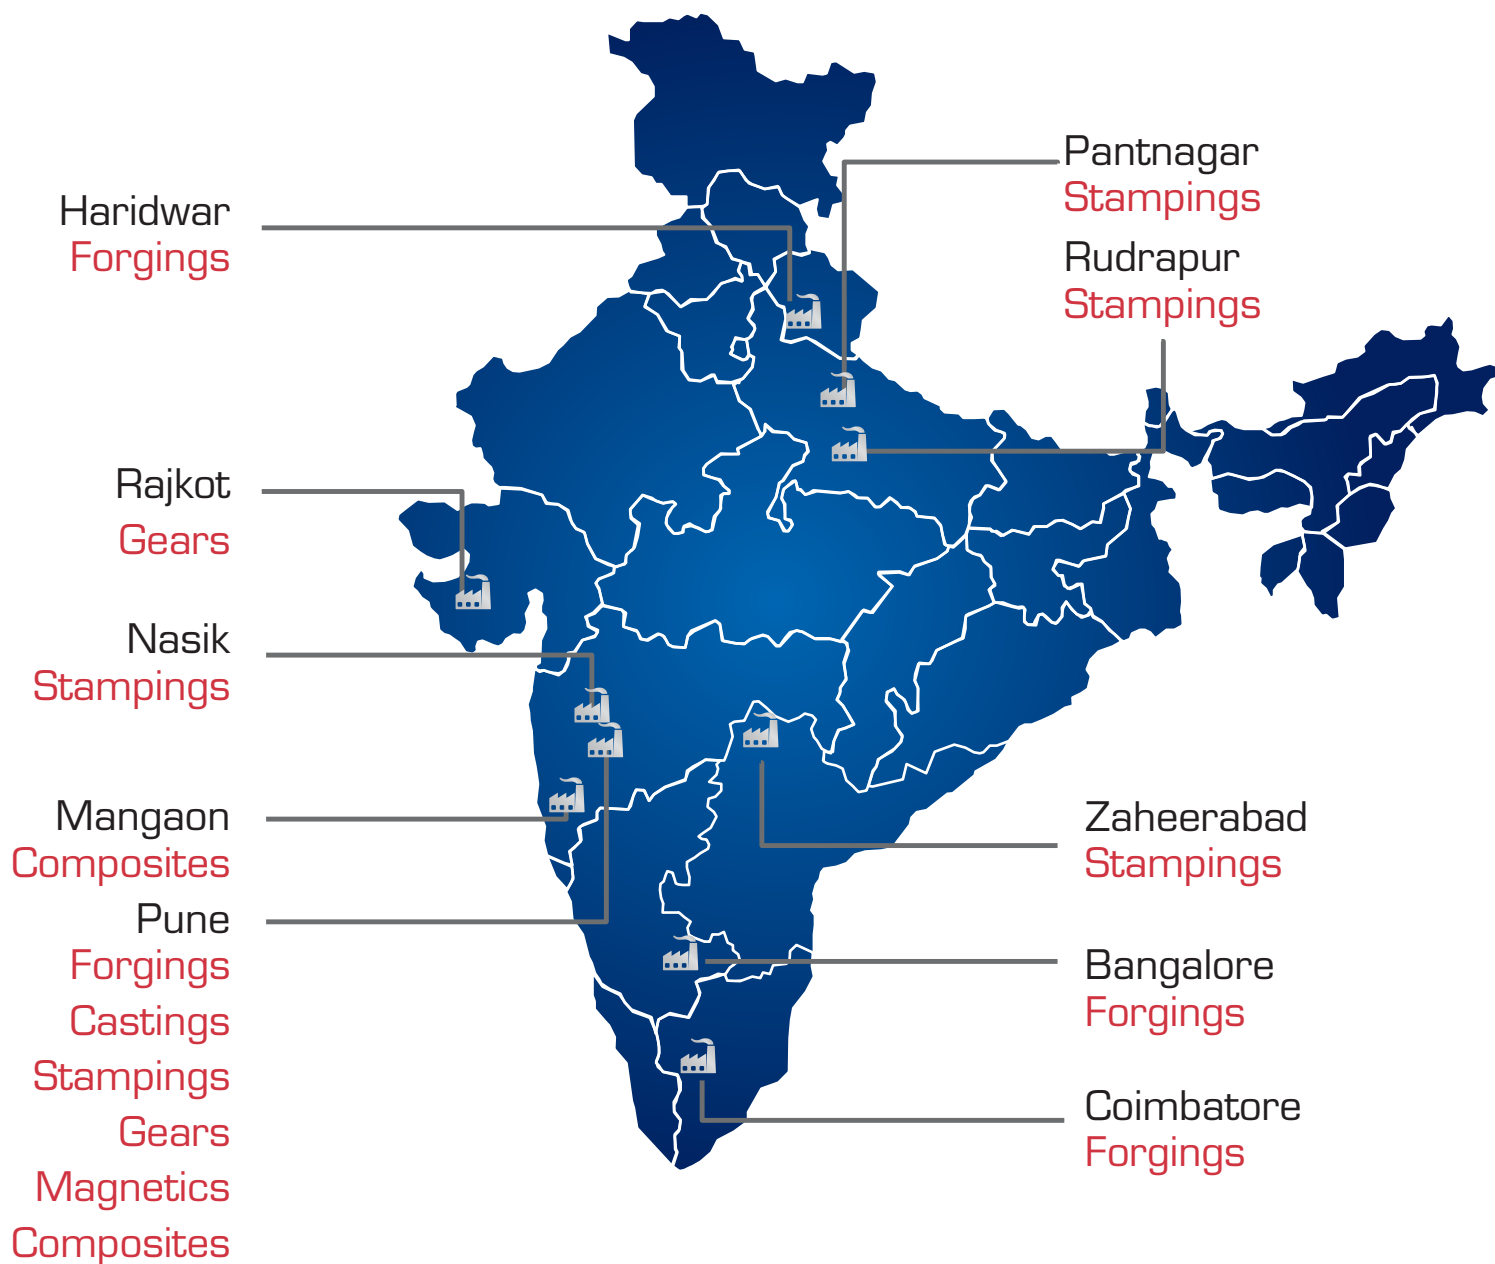 Haridwar
Forgings
Rajkot
Gears
Nasik
Stampings
Mangaon
Composites
Pune
Forgings
Castings
Stampings
Gears
Magnetics
Composites
Pantnagar
Stampings
Rudrapur
Stampings
Zaheerabad
Stampings
Bangalore
Forgings
Coimbatore
Forgings